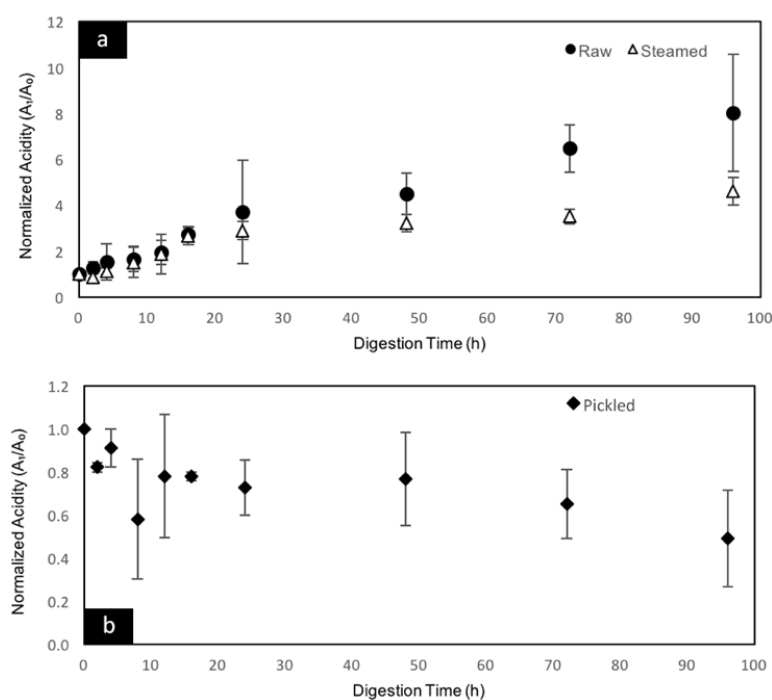 a
Raw Steamed
Normalized Acidity (A₁/A₀)
12
10
8
6
4
2
0
0 10 20 30 40 50 60 70 80 90 100
Digestion Time (h)
Pickled
Normalized Acidity (A₁/A₀)
1.2
1.0
0.8
0.6
0.4
0.2
0.0
b
0 10 20 30 40 50 60 70 80 90 100
Digestion Time (h)